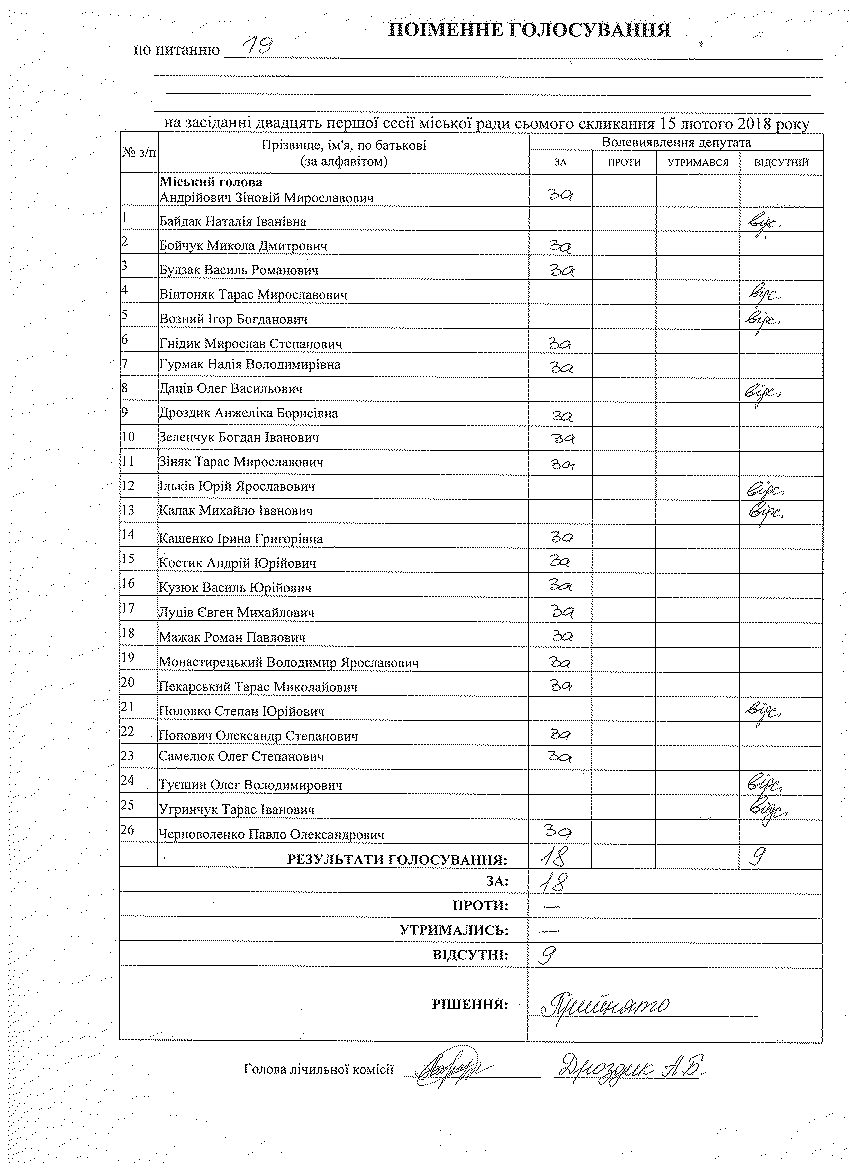 ПОІМЕННЕ ГОЛОСУВАННЯ
по питанню 19
на засіданні двадцять першої сесії міської ради сьомого скликання 15 лютого 2018 року
№ з/п Прізвище, ім'я, по батькові (за алфавітом) Волевиявлення депутата
ЗА ПРОТИ УТРИМАВСЯ ВІДСУТНІЙ
Міський голова
Андрійович Зіновій Мирославович за
1 Байдак Наталія Іванівна відс.
2 Бойчук Микола Дмитрович за
3 Будзак Василь Романович за
4 Вінтоняк Тарас Мирославович відс.
5 Возний Ігор Богданович відс.
6 Гнідик Мирослав Степанович за
7 Гурмак Надія Володимирівна за
8 Даців Олег Васильович відс.
9 Дроздик Анжеліка Борисівна за
10 Зеленчук Богдан Іванович за
11 Зіняк Тарас Мирославович за
12 Ільків Юрій Ярославович відс.
13 Капак Михайло Іванович відс.
14 Кашенко Ірина Григорівна за
15 Костик Андрій Юрійович за
16 Кузюк Василь Юрійович за
17 Луців Євген Михайлович за
18 Мажак Роман Павлович за
19 Монастирецький Володимир Ярославович за
20 Пекарський Тарас Миколайович за
21 Половко Степан Юрійович відс.
22 Попович Олександр Степанович за
23 Самелюк Олег Степанович за
24 Туєшин Олег Володимирович відс.
25 Угринчук Тарас Іванович відс.
26 Черноволенко Павло Олександрович за
РЕЗУЛЬТАТИ ГОЛОСУВАННЯ: 18 9
ЗА: 18
ПРОТИ: —
УТРИМАЛИСЬ: —
ВІДСУТНІ: 9
РІШЕННЯ: Прийнято
Голова лічильної комісії Дроздик А.Б.